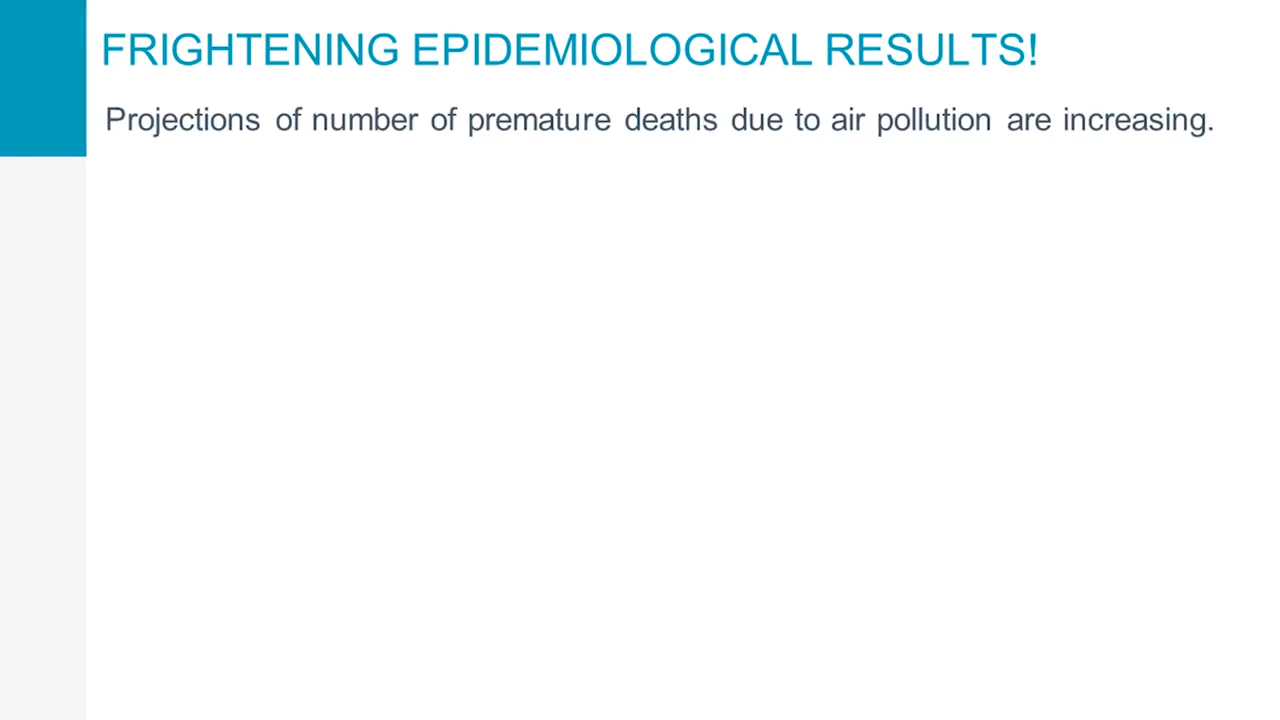 FRIGHTENING EPIDEMIOLOGICAL RESULTS!
Projections of number of premature deaths due to air pollution are increasing.